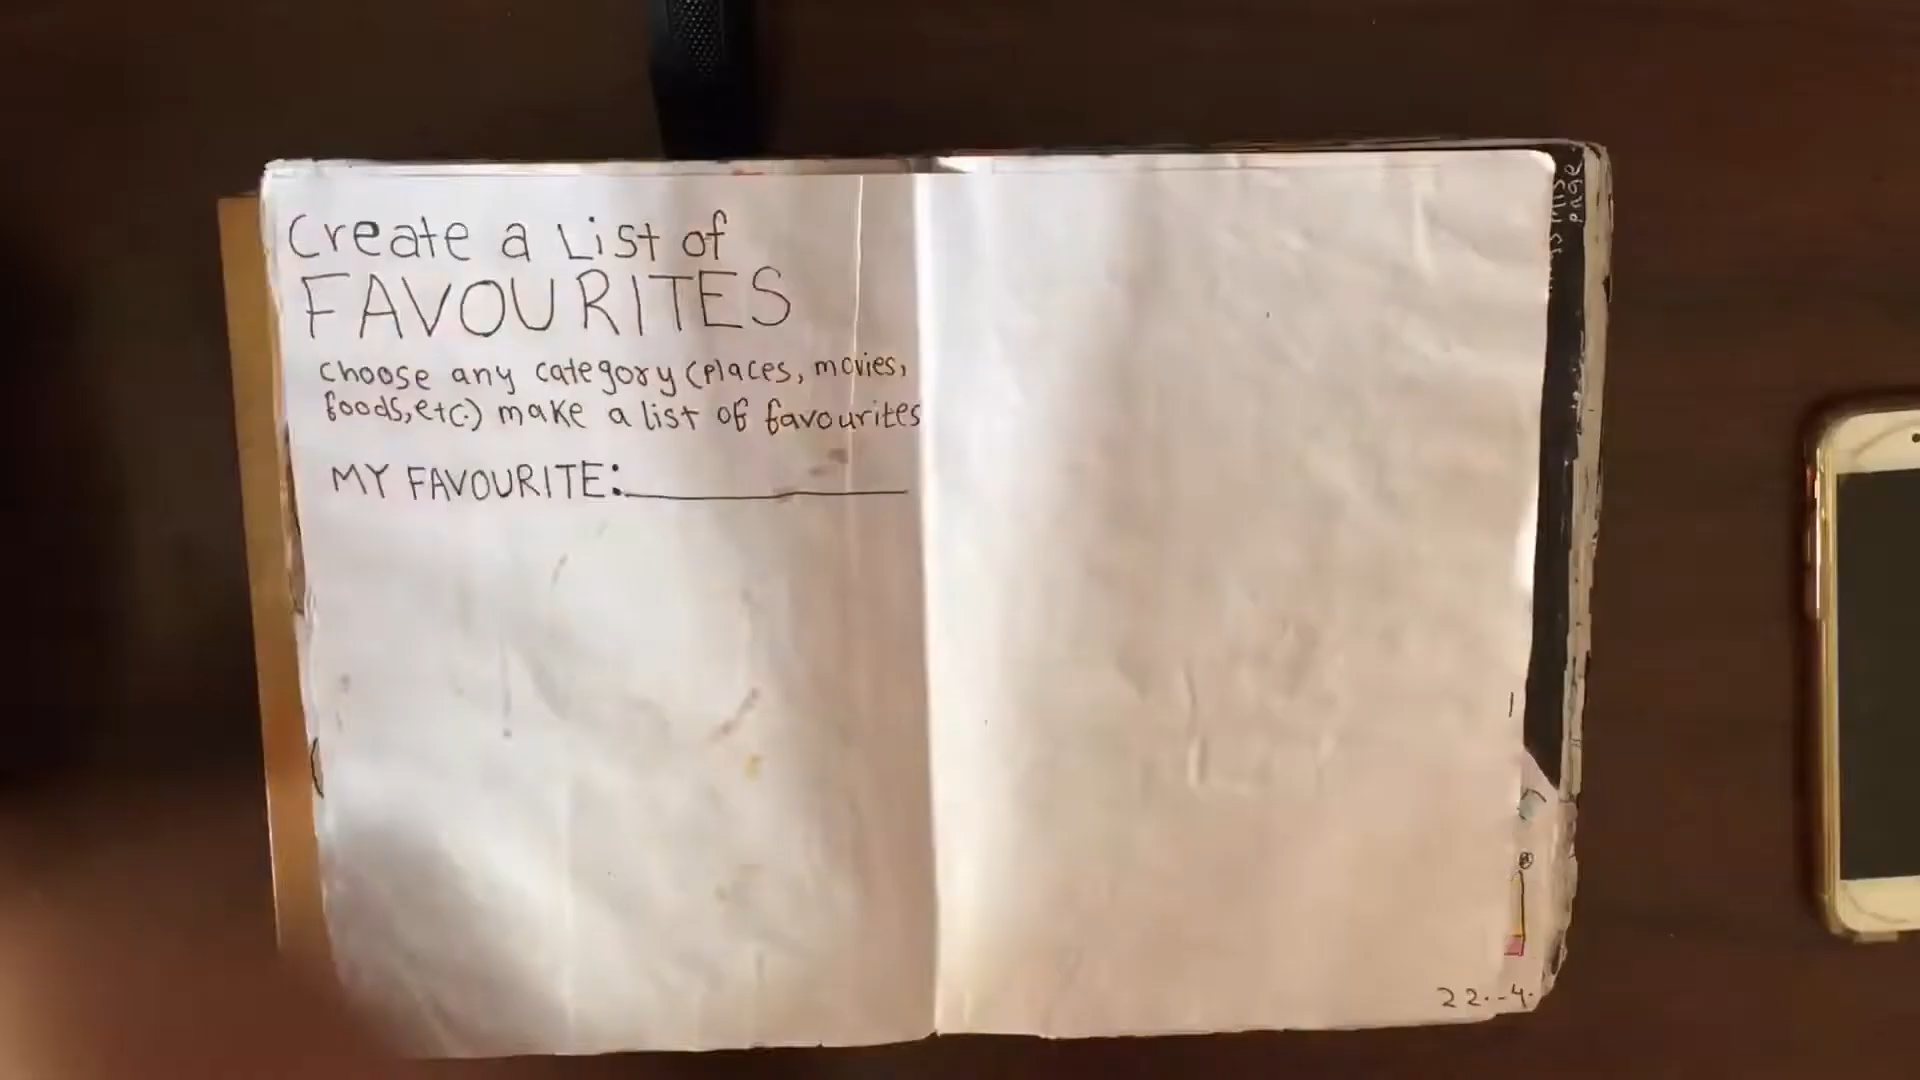 Create a List of
FAVOURITES
choose any category (places, movies,
foods, etc.) make a list of favourites
MY FAVOURITE:
page
22.-4.